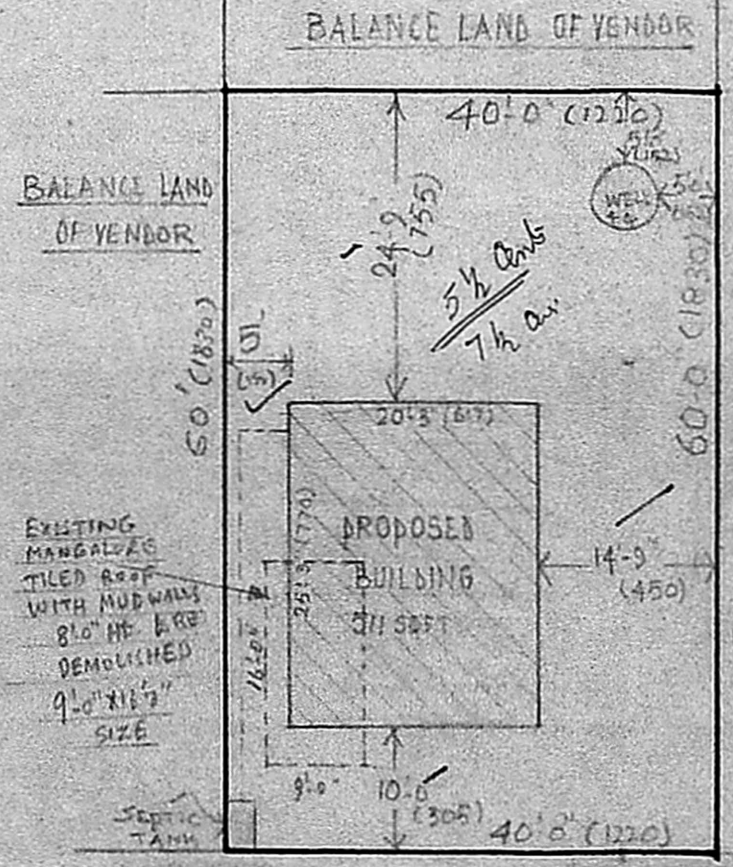 BALANCE LAND OF VENDOR
40'-0" (1220)
BALANCE LAND
OF VENDOR
WELL
24'-9
(755)
5½ Cents
7½
60'-0 (1830)
60' (1830)
20'-3 (617)
EXISTING
MANGALORE
TILED ROOF
WITH MUD WALLS
8'-0" HT. ARE
DEMOLISHED
9'-0" X 16'-0"
SIZE
25'-3" (770)
PROPOSED
BUILDING
511 SQFT
14'-9"
(450)
16'-0"
9'-0"
10'-0
(305)
SEPTIC
TANK
40'0" (1220)